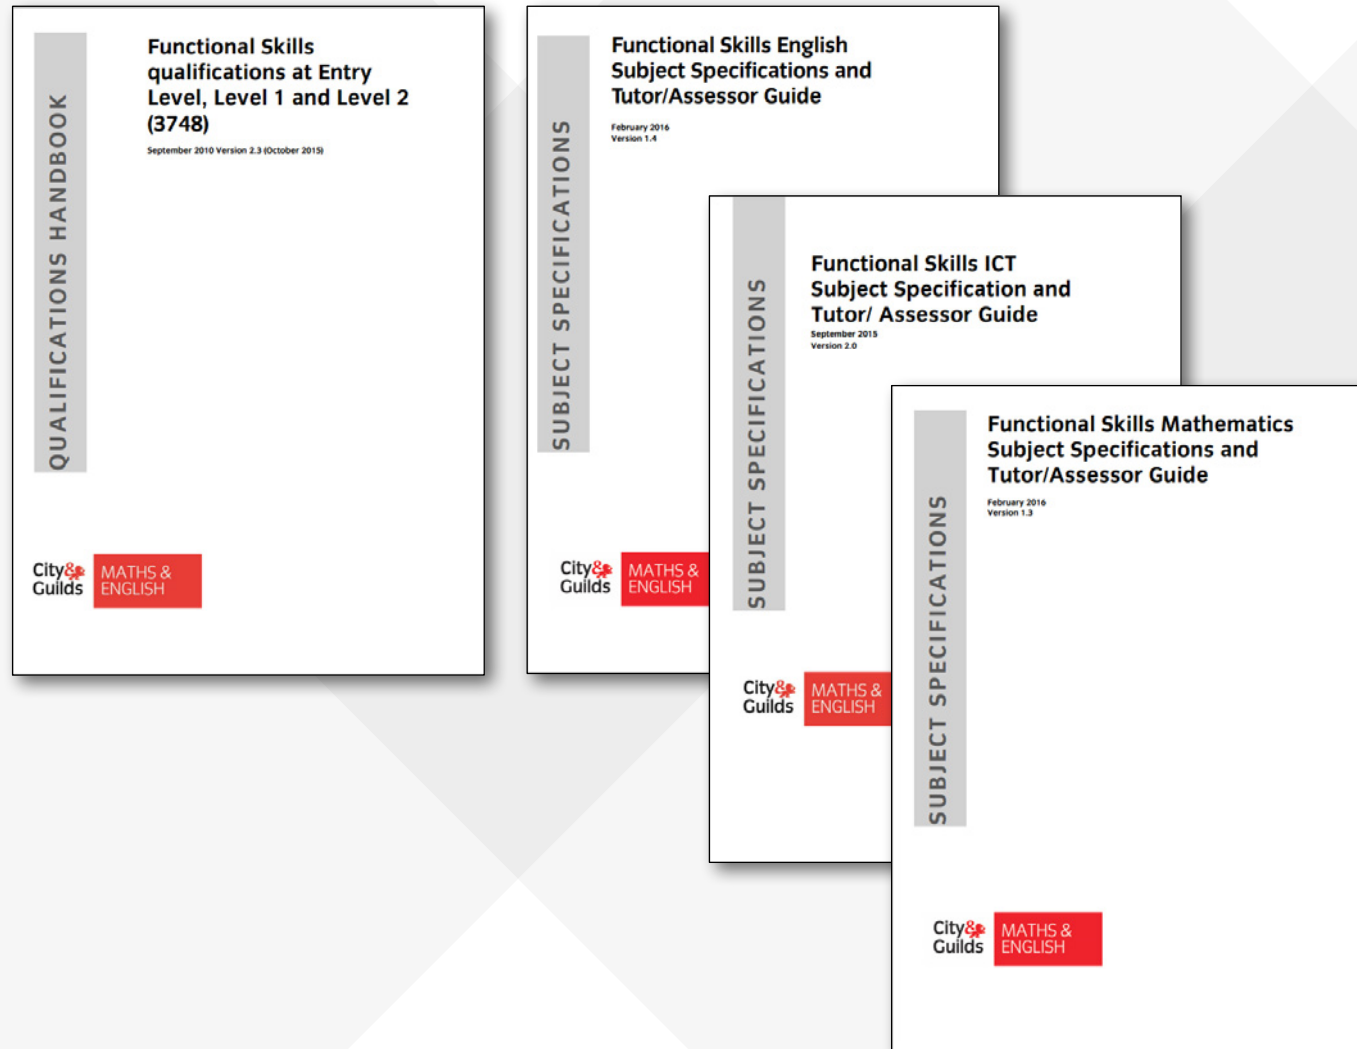 QUALIFICATIONS HANDBOOK
Functional Skills
qualifications at Entry
Level, Level 1 and Level 2
(3748)
September 2010 Version 2.3 (October 2015)
City&
Guilds
MATHS &
ENGLISH
SUBJECT SPECIFICATIONS
Functional Skills English
Subject Specifications and
Tutor/Assessor Guide
February 2016
Version 1.4
City&
Guilds
MATHS &
ENGLISH
SUBJECT SPECIFICATIONS
Functional Skills ICT
Subject Specification and
Tutor/ Assessor Guide
September 2015
Version 2.0
City&
Guilds
MATHS &
ENGLISH
SUBJECT SPECIFICATIONS
Functional Skills Mathematics
Subject Specifications and
Tutor/Assessor Guide
February 2016
Version 1.3
City&
Guilds
MATHS &
ENGLISH